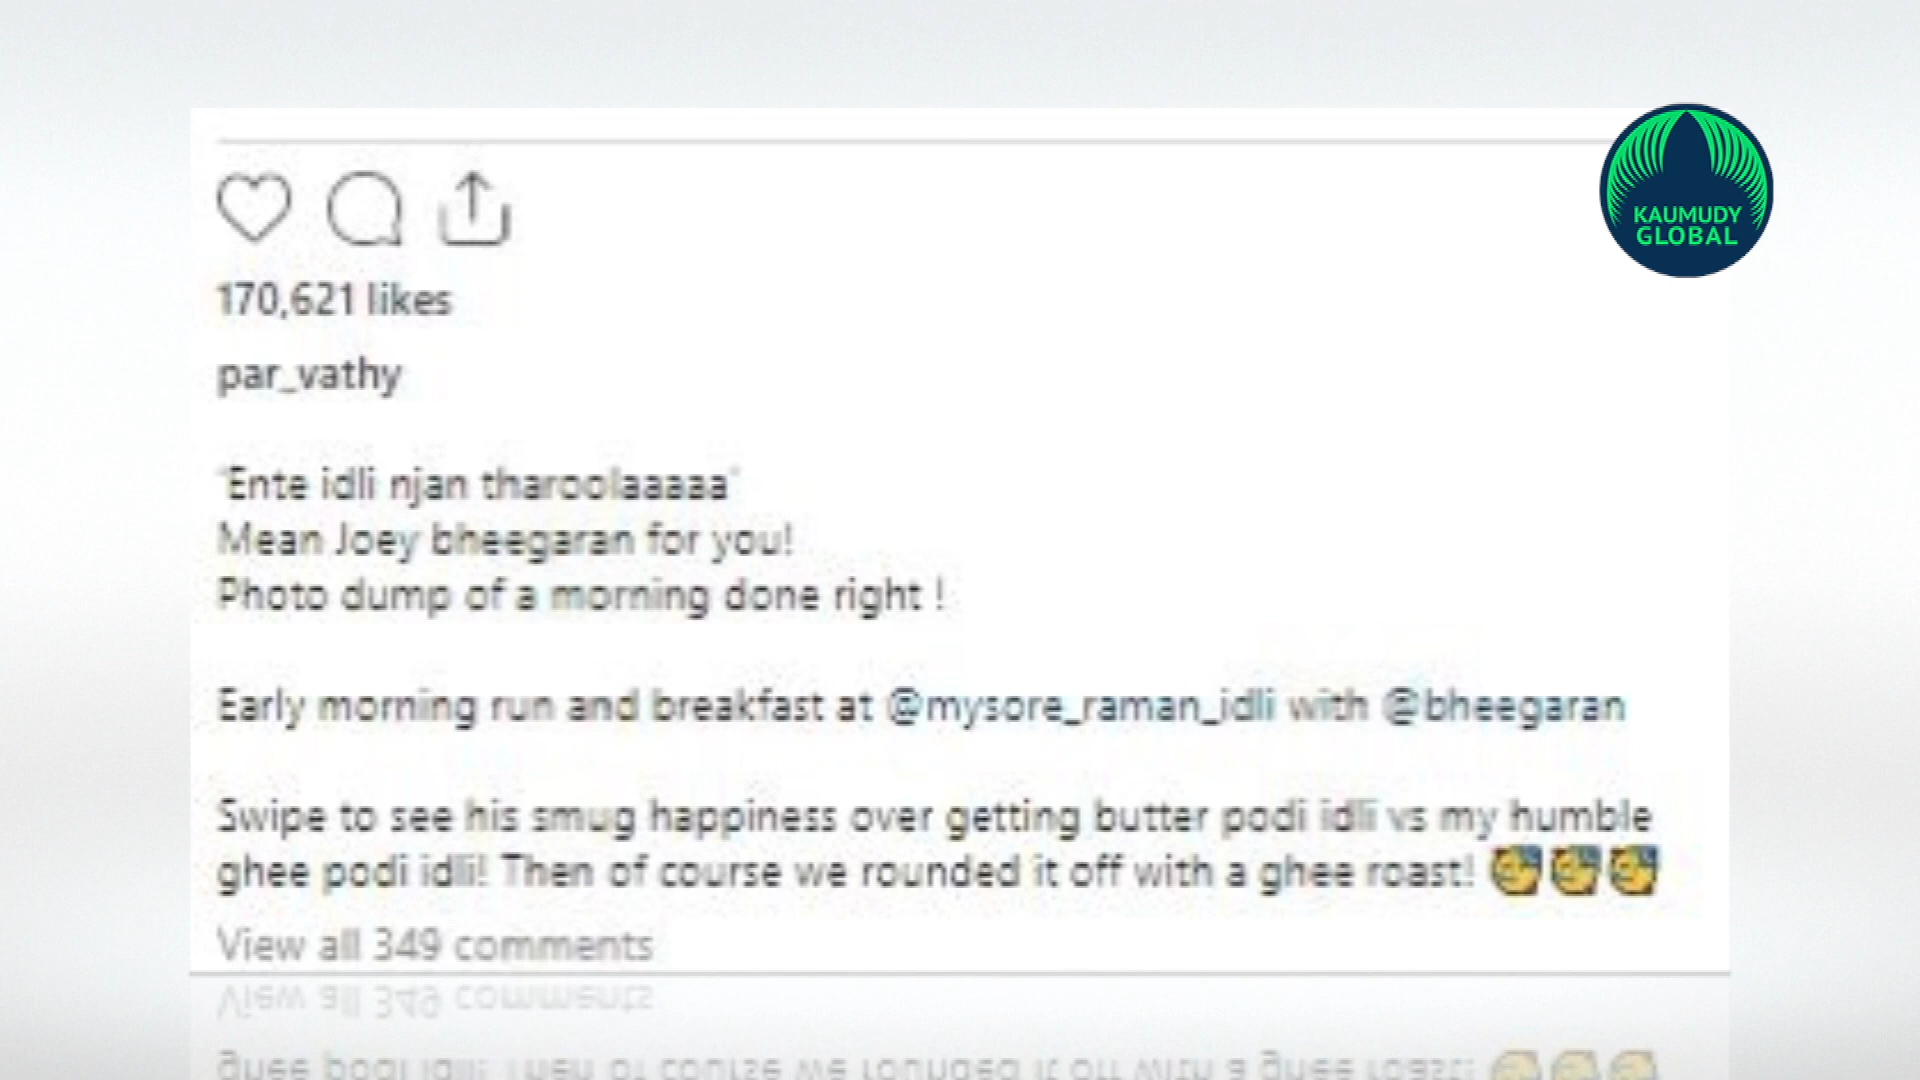 KAUMUDY
GLOBAL
170,621 likes
par_vathy
"Ente idli njan tharoolaaaaa"
Mean Joey bheegaran for you!
Photo dump of a morning done right !
Early morning run and breakfast at @mysore_raman_idli with @bheegaran
Swipe to see his smug happiness over getting butter podi idli vs my humble
ghee podi idli! Then of course we rounded it off with a ghee roast!
View all 349 comments